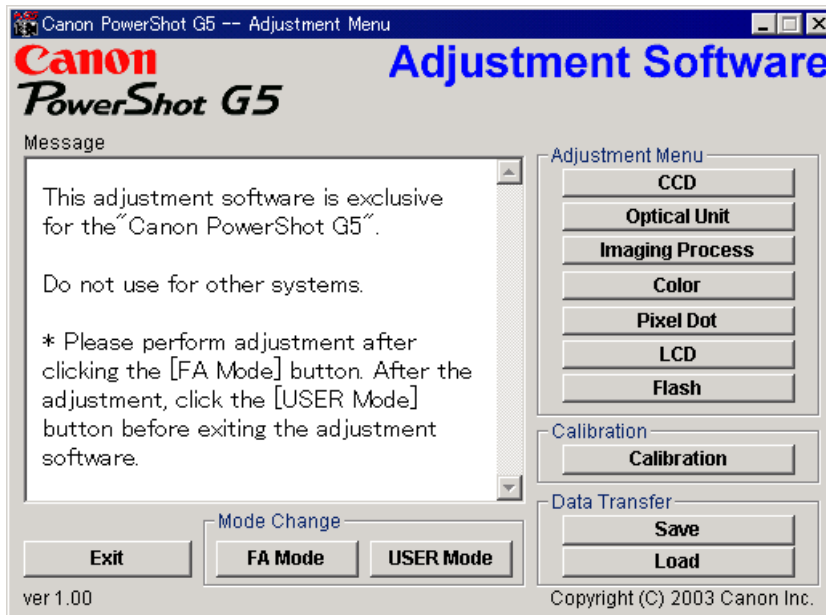 Canon PowerShot G5 -- Adjustment Menu
Canon
PowerShot G5
Adjustment Software
Message
This adjustment software is exclusive
for the"Canon PowerShot G5".
Do not use for other systems.
* Please perform adjustment after
clicking the [FA Mode] button. After the
adjustment, click the [USER Mode]
button before exiting the adjustment
software.
Adjustment Menu
CCD
Optical Unit
Imaging Process
Color
Pixel Dot
LCD
Flash
Calibration
Calibration
Data Transfer
Save
Load
Mode Change
Exit
FA Mode
USER Mode
ver 1.00
Copyright (C) 2003 Canon Inc.